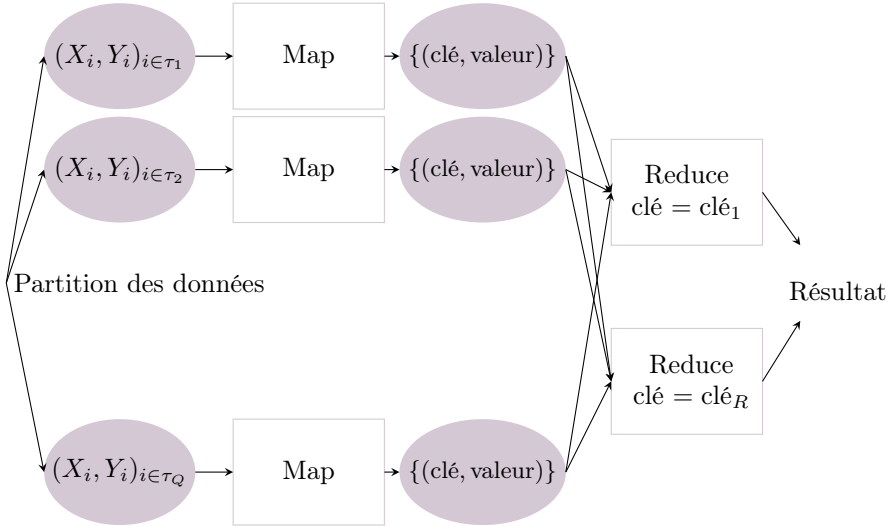 (X_i, Y_i)_{i∈τ_1}
Map
{(clé, valeur)}
(X_i, Y_i)_{i∈τ_2}
Map
{(clé, valeur)}
Reduce
clé = clé_1
Partition des données
Résultat
Reduce
clé = clé_R
(X_i, Y_i)_{i∈τ_Q}
Map
{(clé, valeur)}